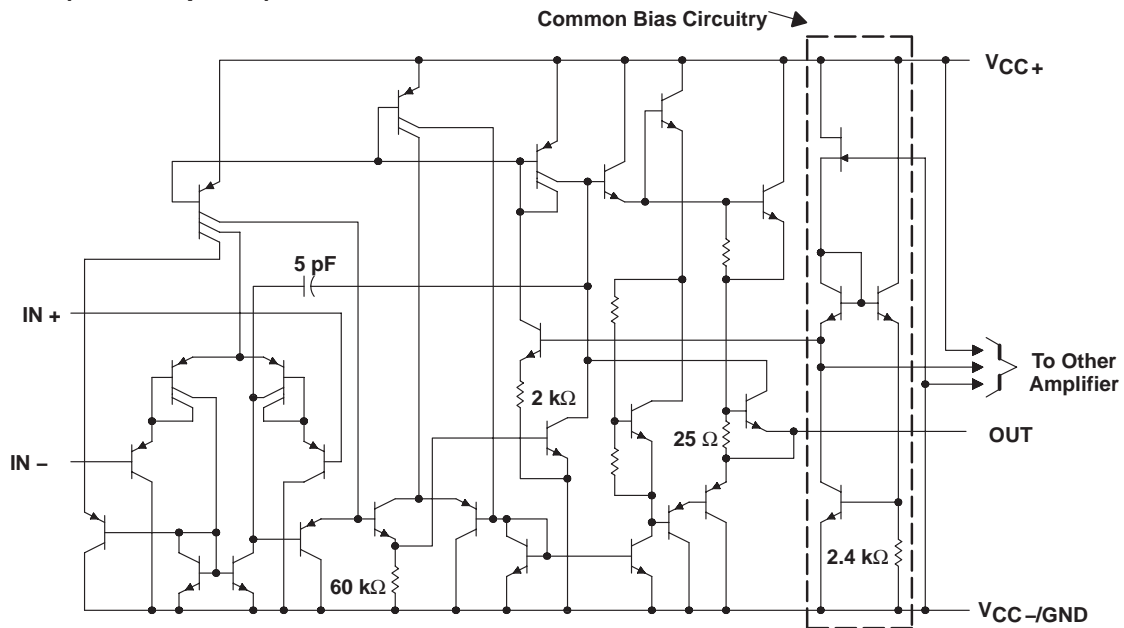 Common Bias Circuitry
VCC+
5 pF
IN +
To Other
Amplifier
2 kΩ
25 Ω
OUT
IN −
2.4 kΩ
60 kΩ
VCC−/GND